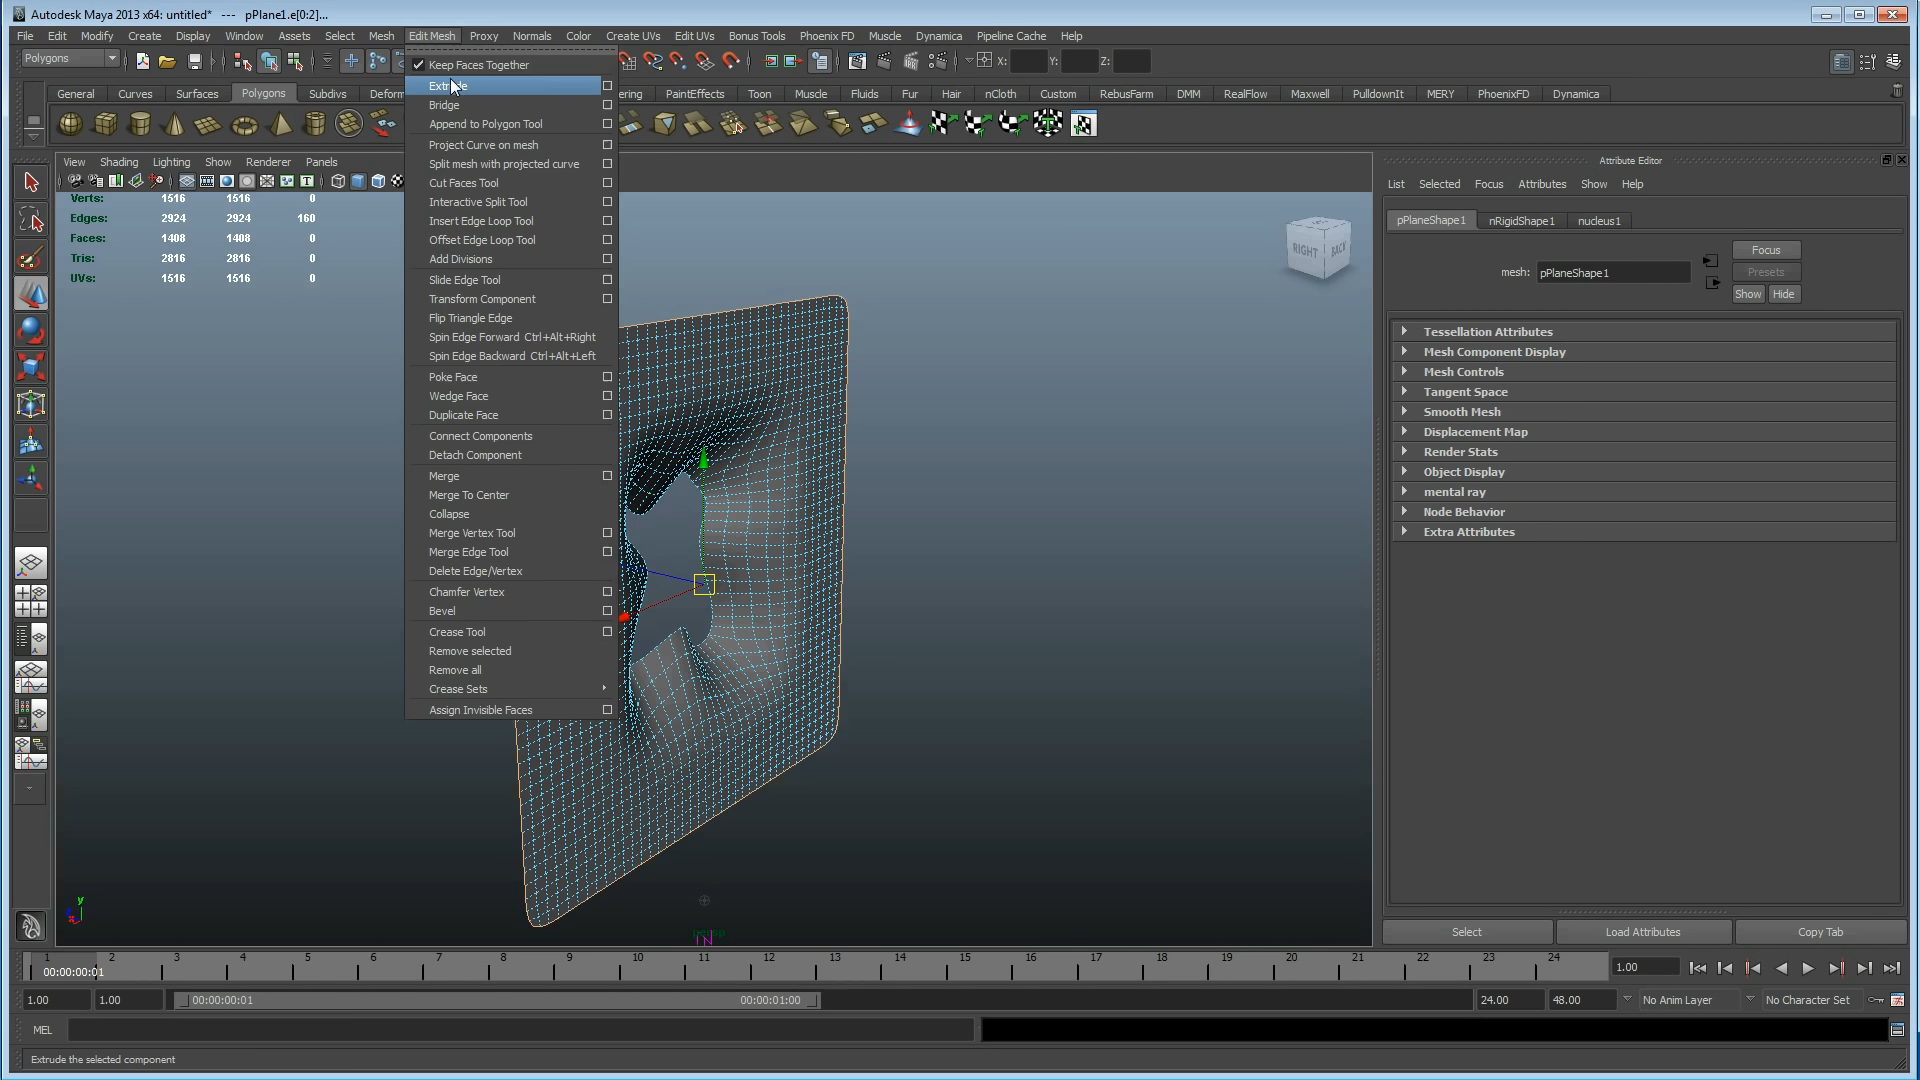 Autodesk Maya 2013 x64: untitled* --- pPlane1.e[0:2]...
File Edit Modify Create Display Window Assets Select Mesh Edit Mesh Proxy Normals Color Create UVs Edit UVs Bonus Tools Phoenix FD Muscle Dynamica Pipeline Cache Help
Polygons X: Y: Z:
General Curves Surfaces Polygons Subdivs Deform ering PaintEffects Toon Muscle Fluids Fur Hair nCloth Custom RebusFarm DMM RealFlow Maxwell PulldownIt MERY PhoenixFD Dynamica
Keep Faces Together
Extrude
Bridge
Append to Polygon Tool
Project Curve on mesh
Split mesh with projected curve
Cut Faces Tool
Interactive Split Tool
Insert Edge Loop Tool
Offset Edge Loop Tool
Add Divisions
Slide Edge Tool
Transform Component
Flip Triangle Edge
Spin Edge Forward Ctrl+Alt+Right
Spin Edge Backward Ctrl+Alt+Left
Poke Face
Wedge Face
Duplicate Face
Connect Components
Detach Component
Merge
Merge To Center
Collapse
Merge Vertex Tool
Merge Edge Tool
Delete Edge/Vertex
Chamfer Vertex
Bevel
Crease Tool
Remove selected
Remove all
Crease Sets
Assign Invisible Faces
View Shading Lighting Show Renderer Panels
Verts: 1516 1516
Edges: 2924 2924 160
Faces: 1408 1408 0
Tris: 2816 2816 0
UVs: 1516 1516 0
RIGHT BACK
y
persp
Attribute Editor
List Selected Focus Attributes Show Help
pPlaneShape1 nRigidShape1 nucleus1
Focus
mesh: pPlaneShape1 Presets
Show Hide
Tessellation Attributes
Mesh Component Display
Mesh Controls
Tangent Space
Smooth Mesh
Displacement Map
Render Stats
Object Display
mental ray
Node Behavior
Extra Attributes
Select Load Attributes Copy Tab
1 2 3 4 5 6 7 8 9 10 11 12 13 14 15 16 17 18 19 20 21 22 23 24
00:00:00:01 1.00
1.00 1.00 00:00:00:01 00:00:01:00 24.00 48.00 No Anim Layer No Character Set
MEL
Extrude the selected component